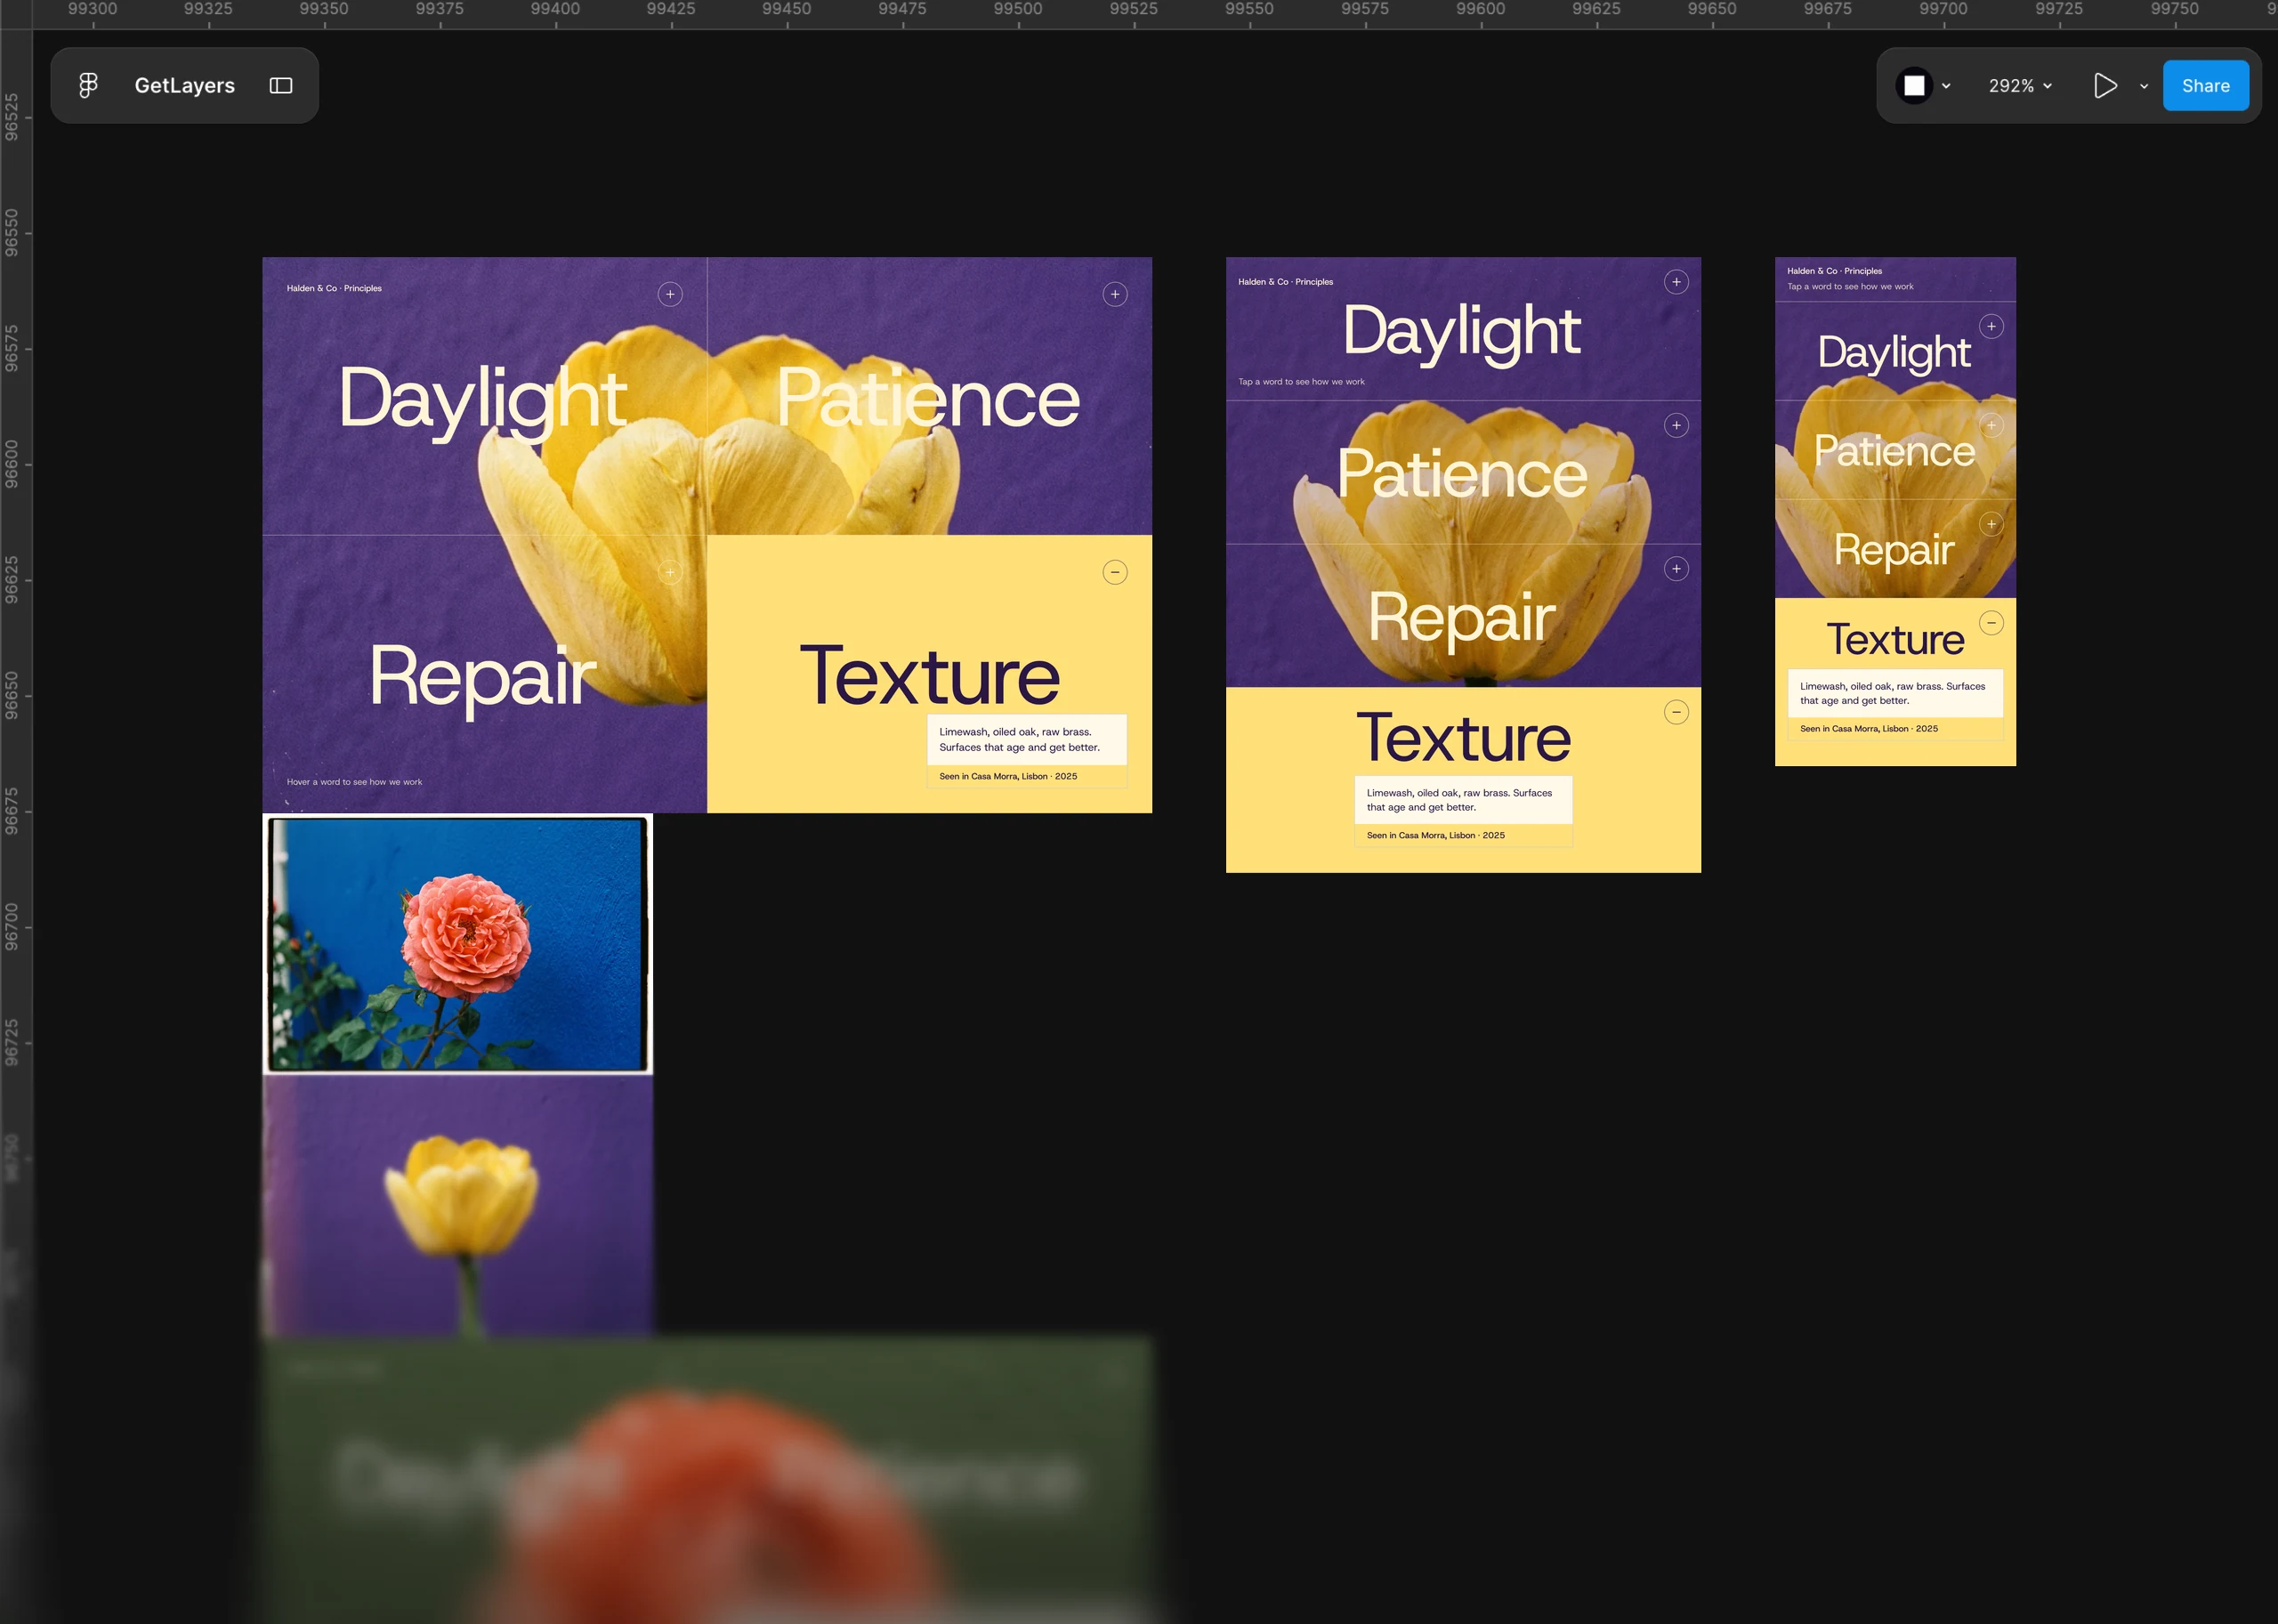 99300 99325 99350 99375 99400 99425 99450 99475 99500 99525 99550 99575 99600 99625 99650 99675 99700 99725 99750
GetLayers
292%
Share
96525
96550
96575
96600
96625
96650
96675
96700
96725
96750
Halden & Co · Principles
Daylight
Patience
Repair
Hover a word to see how we work
Texture
Limewash, oiled oak, raw brass.
Surfaces that age and get better.
Seen in Casa Morra, Lisbon · 2025
Halden & Co · Principles
Daylight
Tap a word to see how we work
Patience
Repair
Texture
Limewash, oiled oak, raw brass. Surfaces
that age and get better.
Seen in Casa Morra, Lisbon · 2025
Halden & Co · Principles
Tap a word to see how we work
Daylight
Patience
Repair
Texture
Limewash, oiled oak, raw brass. Surfaces
that age and get better.
Seen in Casa Morra, Lisbon · 2025
Daylight
Patience